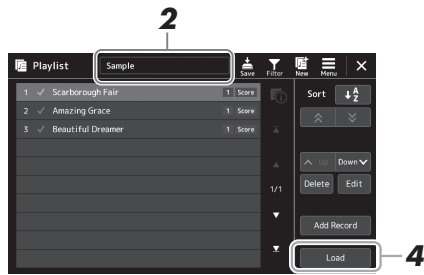 2
Playlist Sample Save Filter New Menu
1 Scarborough Fair 1 Score
2 Amazing Grace 1 Score
3 Beautiful Dreamer 1 Score
Sort A Z
Up Down
1/1
Delete Edit
Add Record
Load 4